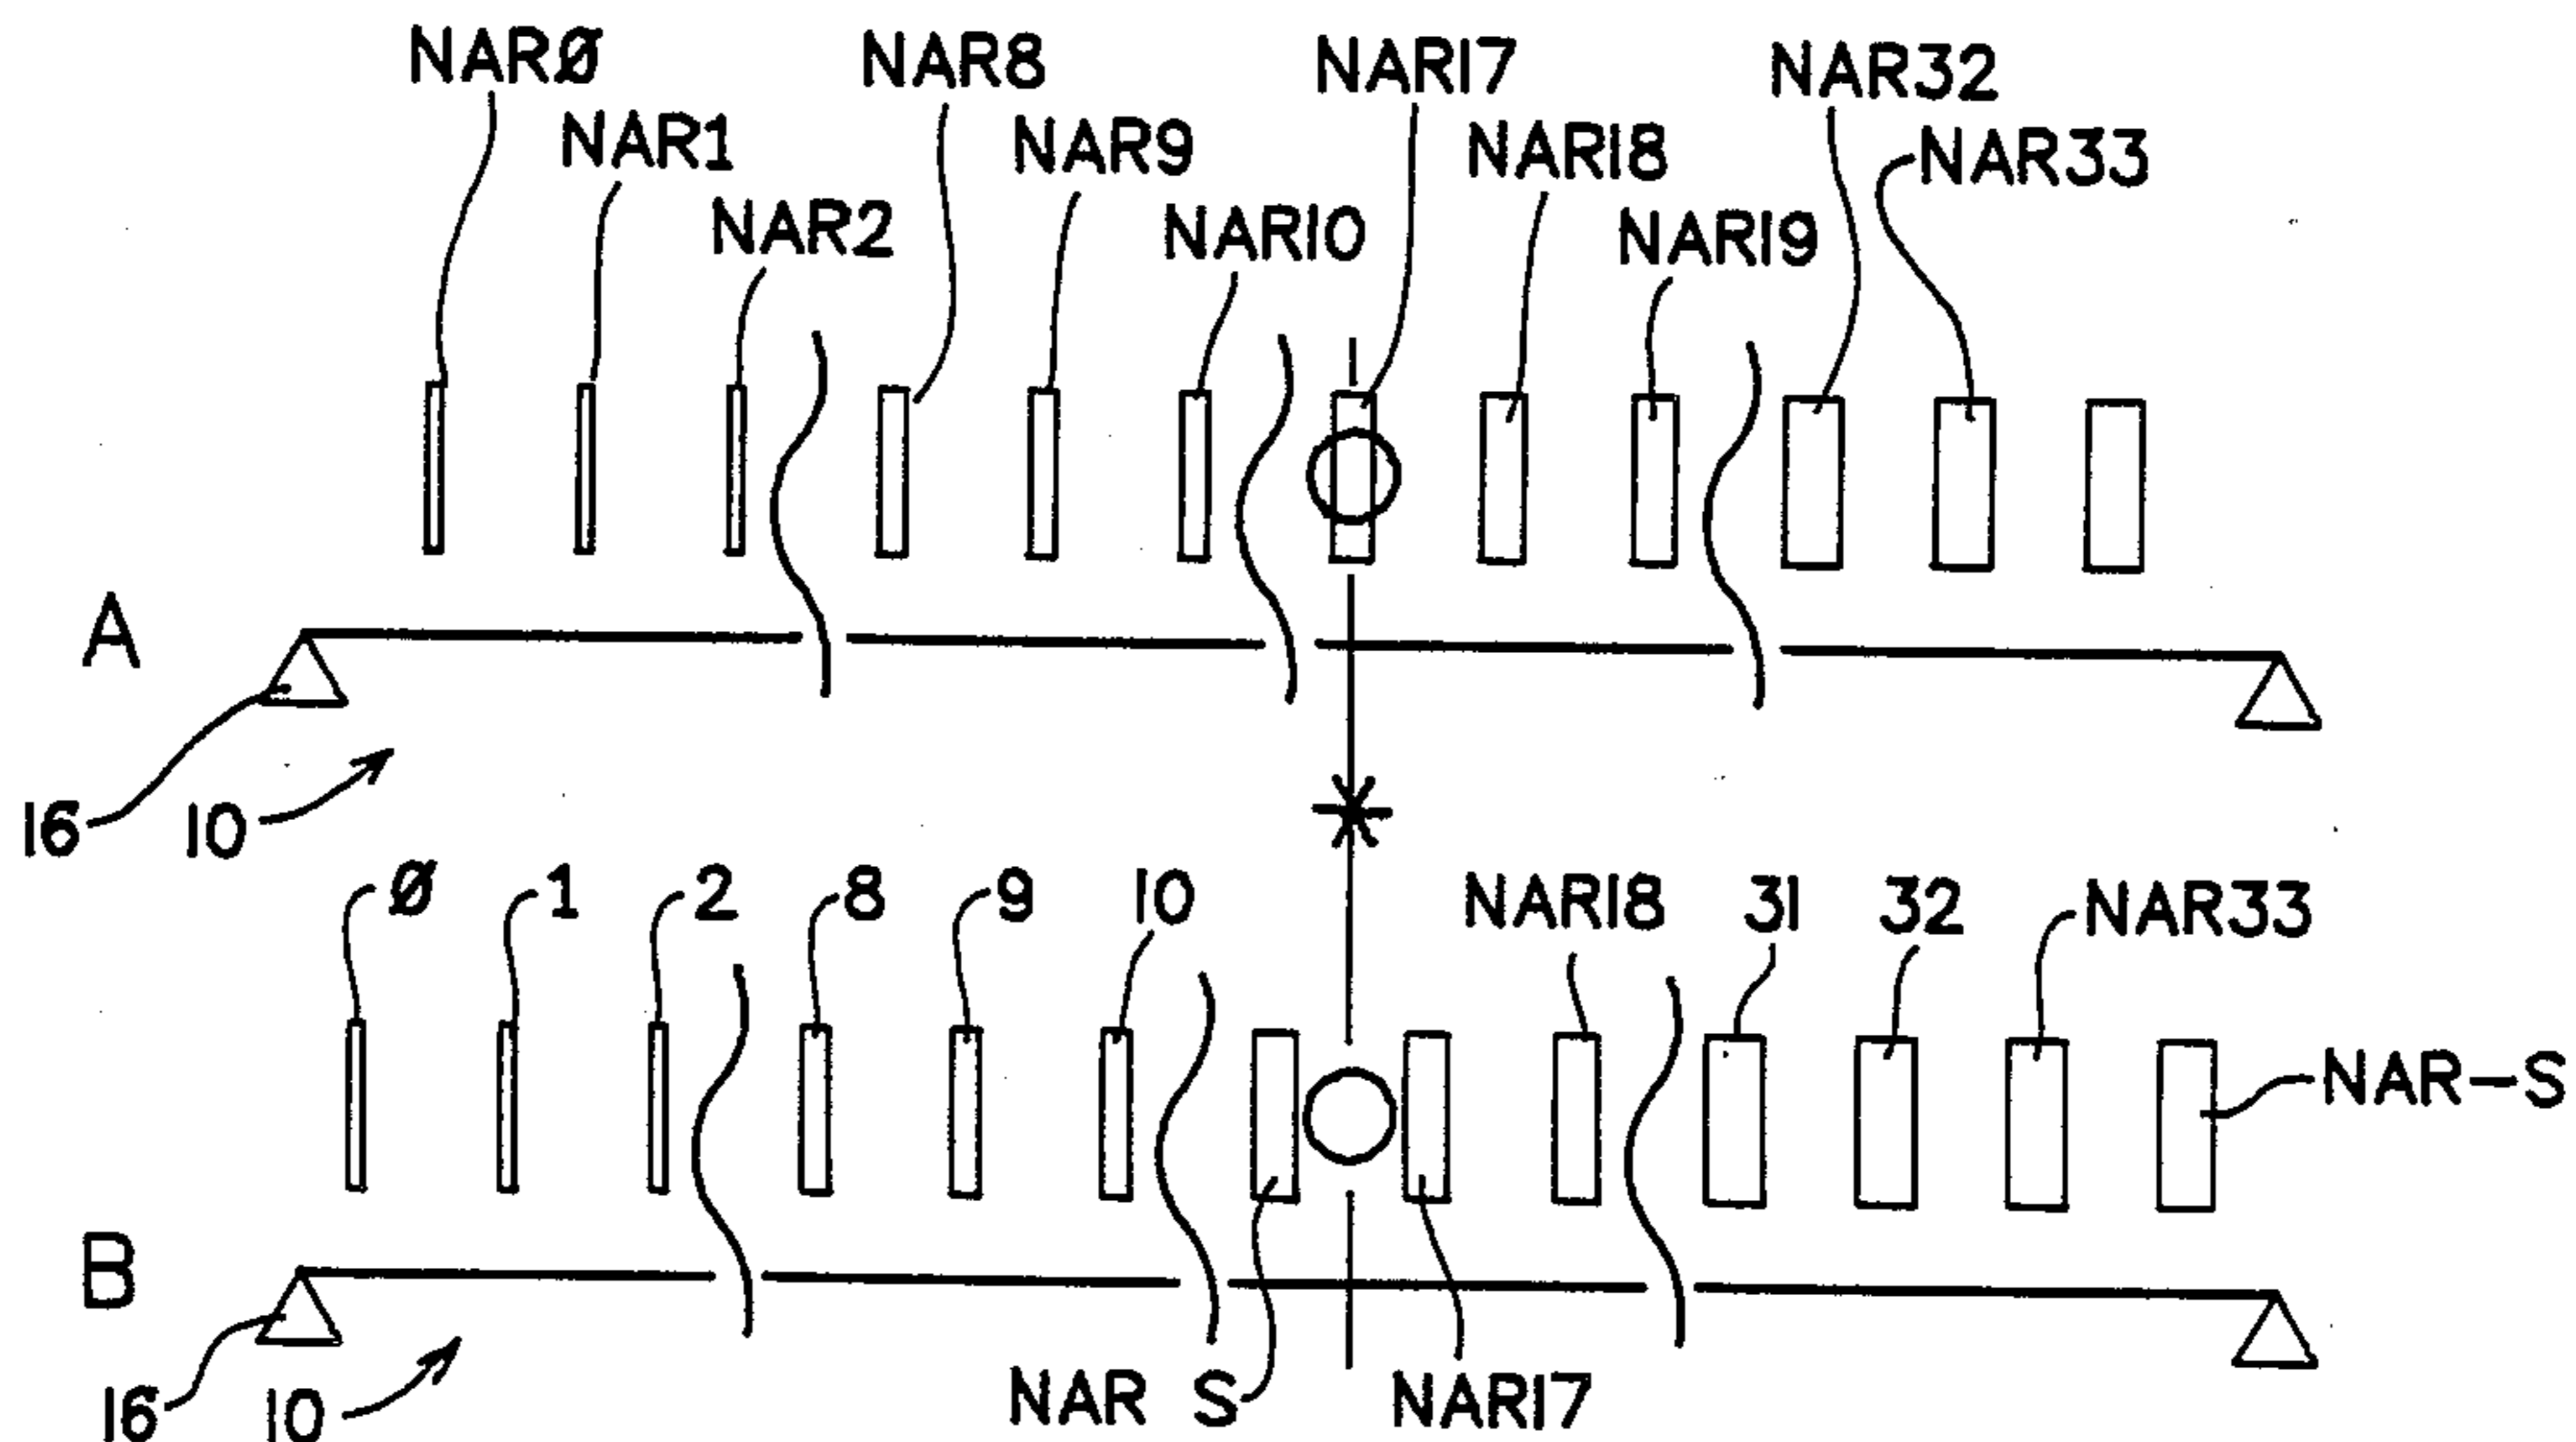 NARØ NAR8 NAR17 NAR32
NAR1 NAR9 NAR18 NAR33
NAR2 NAR10 NAR19
A
16 10
Ø 1 2 8 9 10 NAR18 31 32 NAR33
NAR-S
B
16 10 NAR S NAR17